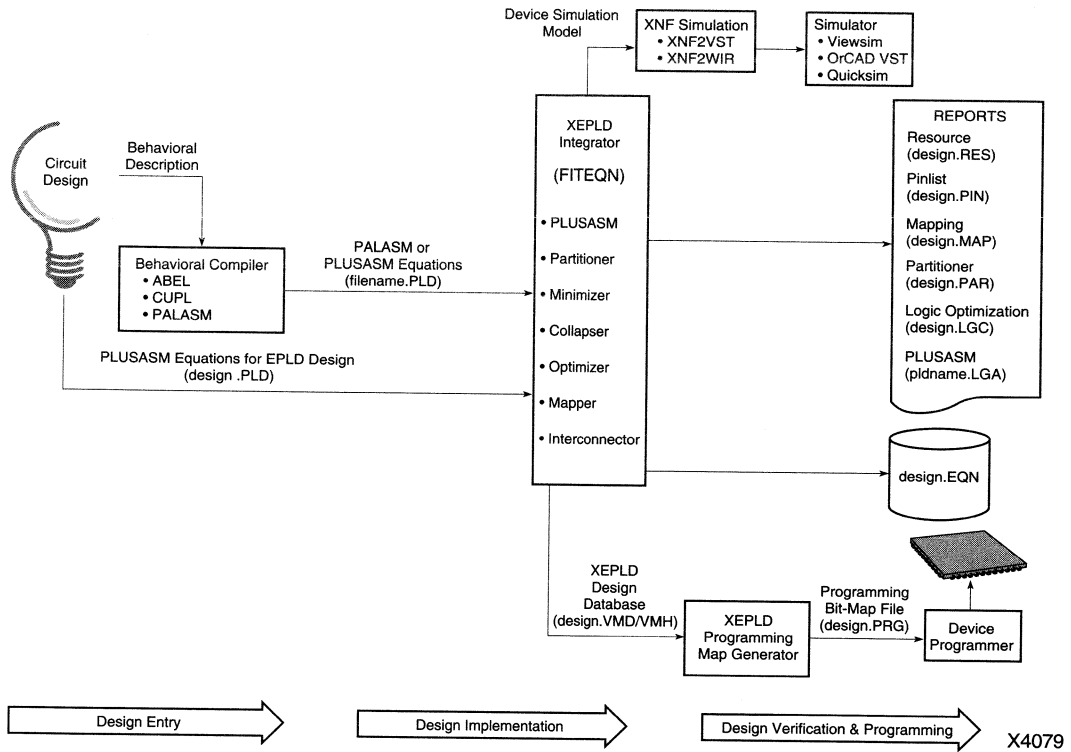 Device Simulation
Model
XNF Simulation
• XNF2VST
• XNF2WIR
Simulator
• Viewsim
• OrCAD VST
• Quicksim
Circuit
Design
Behavioral
Description
Behavioral Compiler
• ABEL
• CUPL
• PALASM
PALASM or
PLUSASM Equations
(filename.PLD)
PLUSASM Equations for EPLD Design
(design .PLD)
XEPLD
Integrator
(FITEQN)
• PLUSASM
• Partitioner
• Minimizer
• Collapser
• Optimizer
• Mapper
• Interconnector
REPORTS
Resource
(design.RES)
Pinlist
(design.PIN)
Mapping
(design.MAP)
Partitioner
(design.PAR)
Logic Optimization
(design.LGC)
PLUSASM
(pldname.LGA)
design.EQN
XEPLD
Design
Database
(design.VMD/VMH)
XEPLD
Programming
Map Generator
Programming
Bit-Map File
(design.PRG)
Device
Programmer
Design Entry
Design Implementation
Design Verification & Programming
X4079